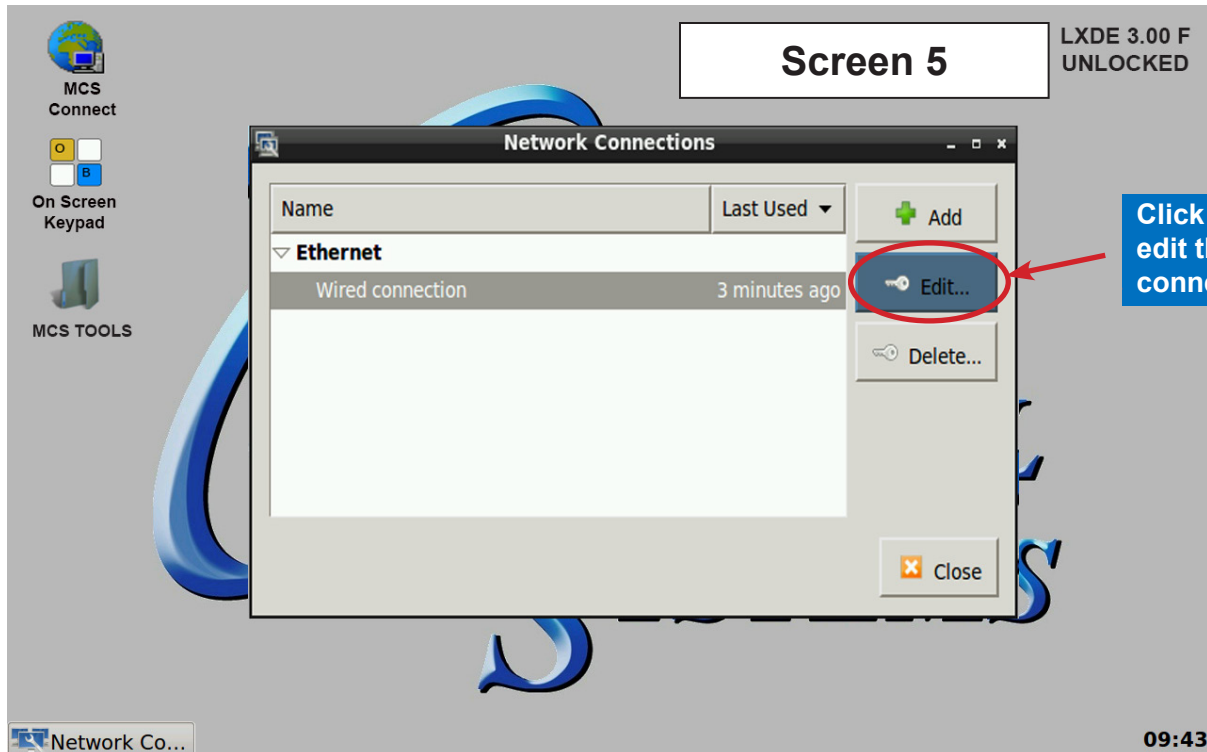 MCS
Connect
O
B
On Screen
Keypad
MCS TOOLS
Screen 5
LXDE 3.00 F
UNLOCKED
Network Connections
Name
Last Used
Ethernet
Wired connection
3 minutes ago
Add
Edit...
Delete...
Close
Click
edit
Network Co...
09:43